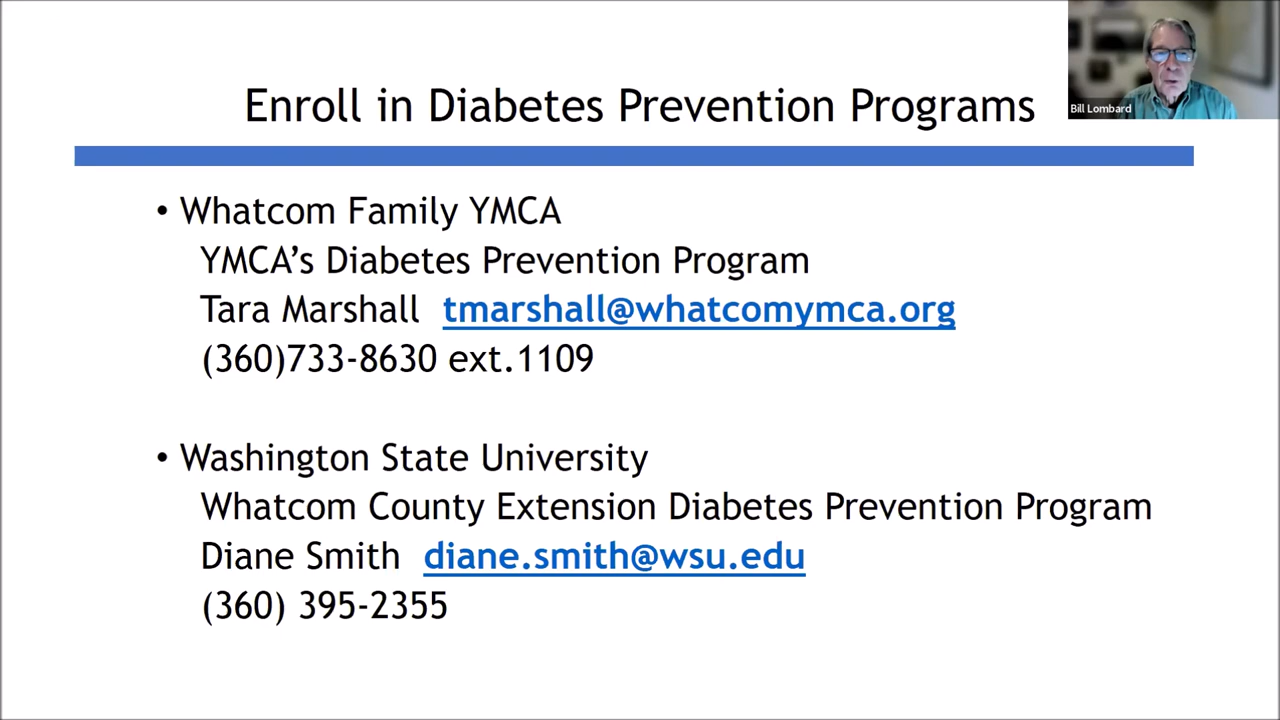 Enroll in Diabetes Prevention Programs
Bill Lombard
• Whatcom Family YMCA
YMCA’s Diabetes Prevention Program
Tara Marshall tmarshall@whatcomymca.org
(360)733-8630 ext.1109
• Washington State University
Whatcom County Extension Diabetes Prevention Program
Diane Smith diane.smith@wsu.edu
(360) 395-2355